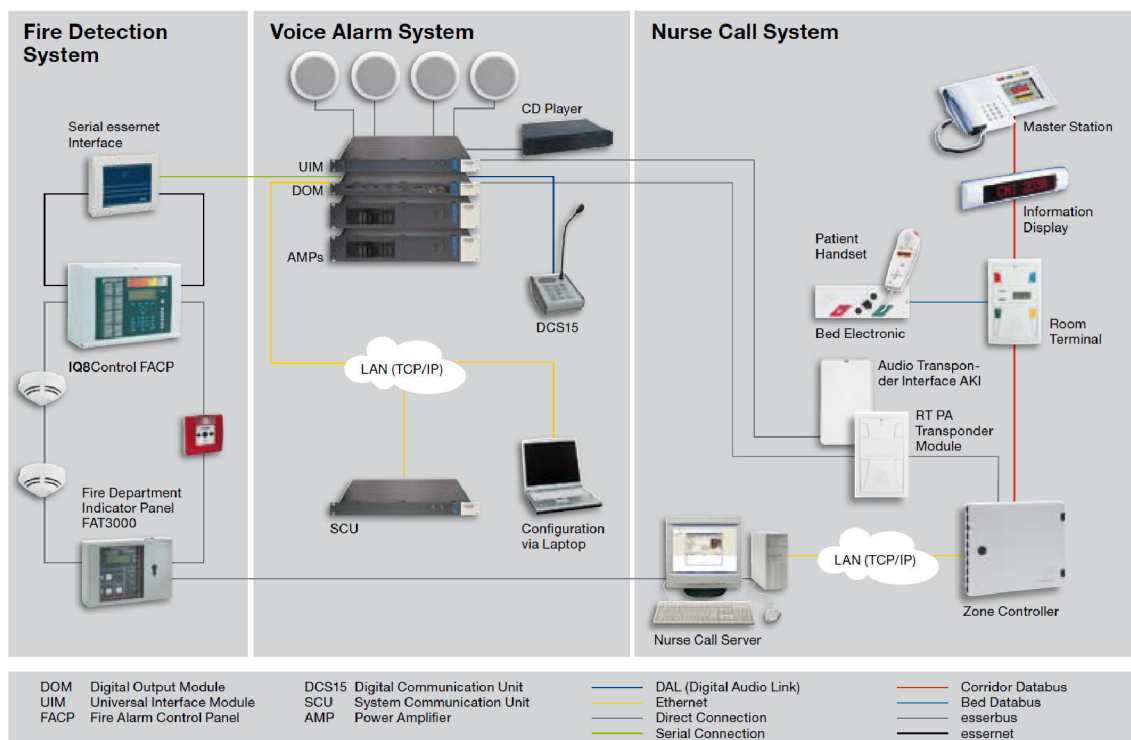 Fire Detection
System
Voice Alarm System
Nurse Call System
Serial essernet
Interface
IQ8Control FACP
Fire Department
Indicator Panel
FAT3000
CD Player
UIM
DOM
AMPs
DCS15
LAN (TCP/IP)
SCU
Configuration
via Laptop
Master Station
CHI 2038
Information
Display
Patient
Handset
Bed Electronic
Room
Terminal
Audio Transpon-
der Interface AKI
RT PA
Transponder
Module
LAN (TCP/IP)
Nurse Call Server
Zone Controller
DOM Digital Output Module
UIM Universal Interface Module
FACP Fire Alarm Control Panel
DCS15 Digital Communication Unit
SCU System Communication Unit
AMP Power Amplifier
DAL (Digital Audio Link)
Ethernet
Direct Connection
Serial Connection
Corridor Databus
Bed Databus
esserbus
essernet